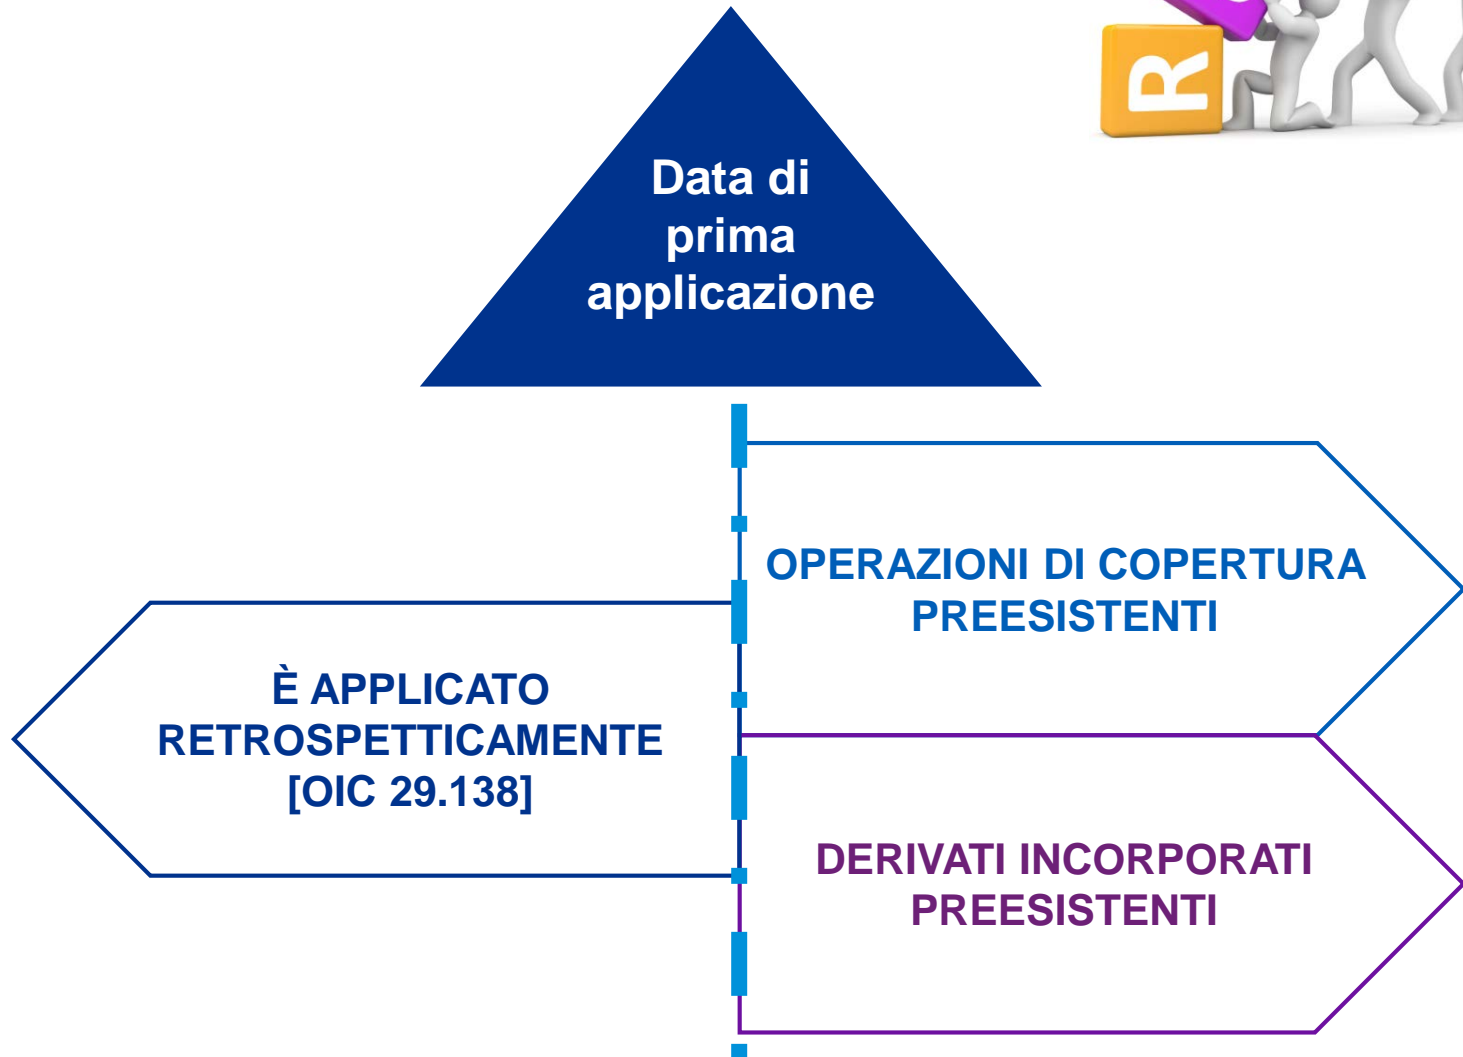 R
Data di
prima
applicazione
OPERAZIONI DI COPERTURA
PREESISTENTI
È APPLICATO
RETROSPETTICAMENTE
[OIC 29.138]
DERIVATI INCORPORATI
PREESISTENTI